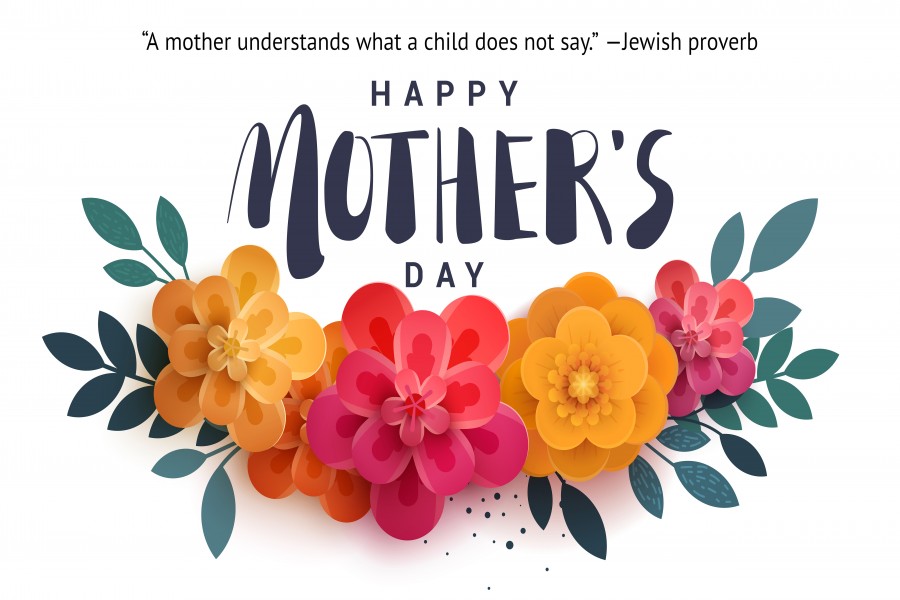 “A mother understands what a child does not say.” —Jewish proverb
HAPPY
MOTHER'S
DAY